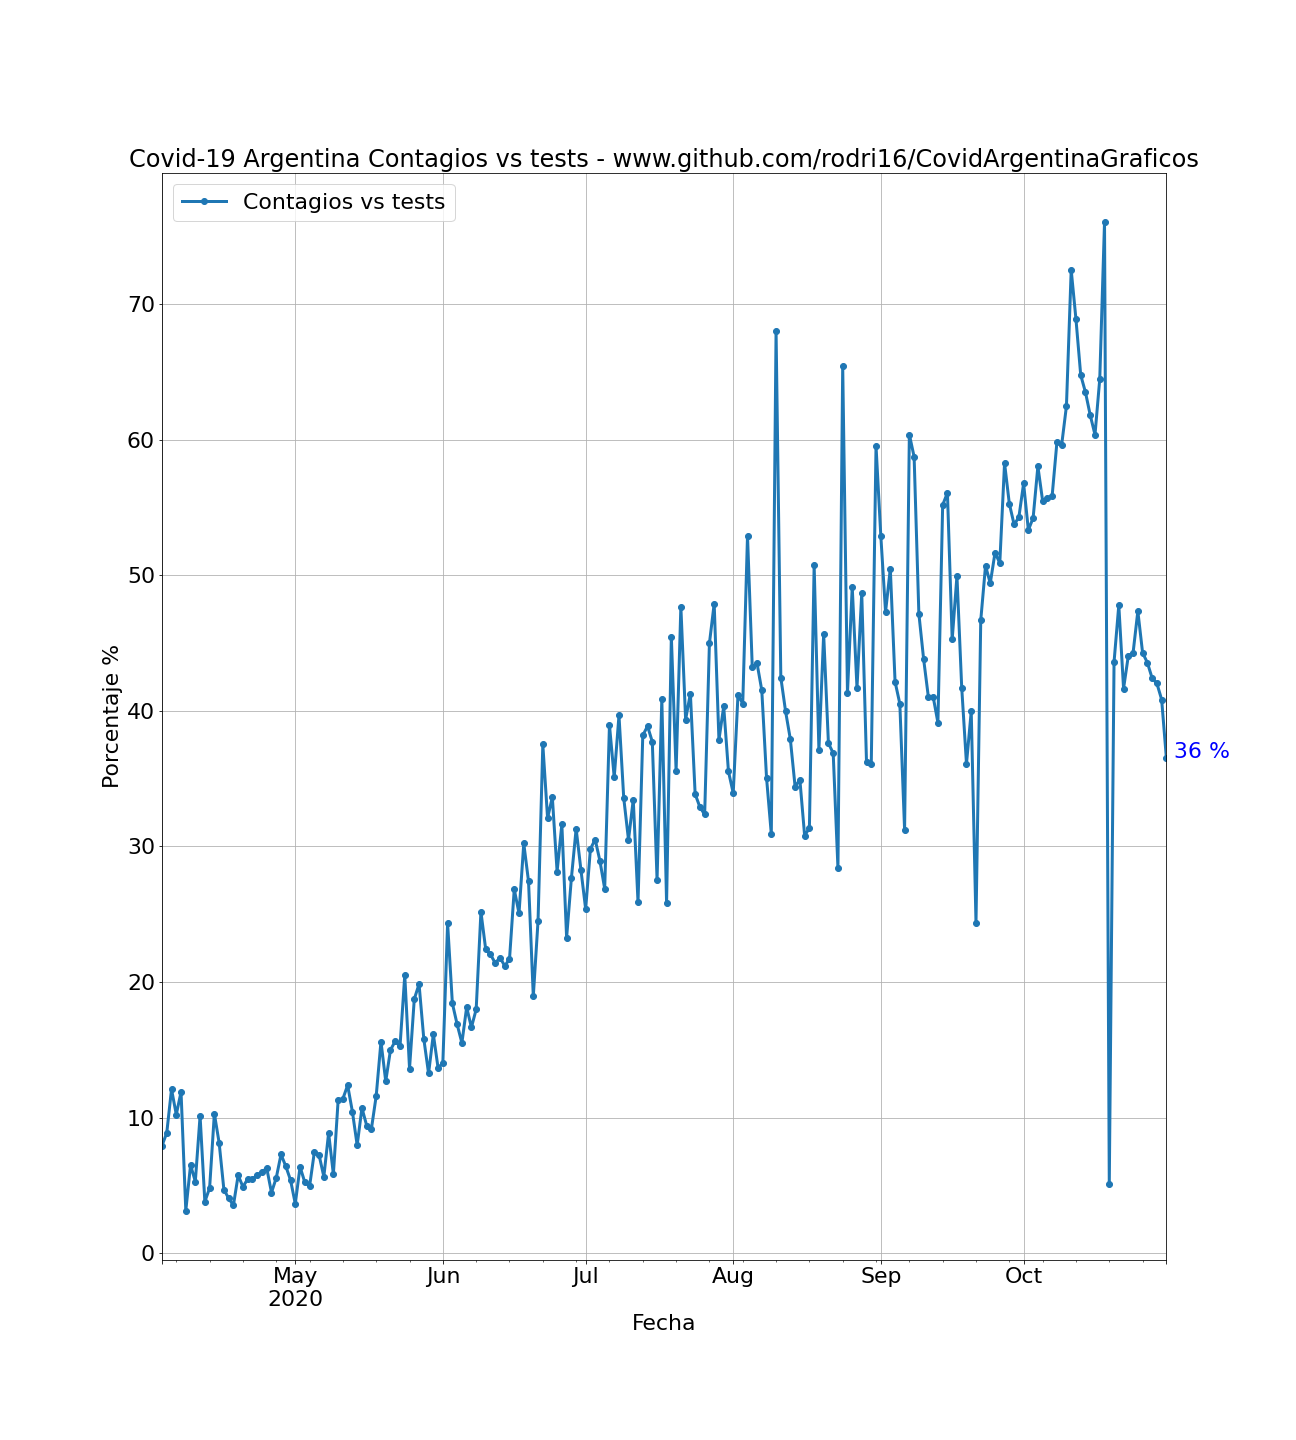 Covid-19 Argentina Contagios vs tests - www.github.com/rodri16/CovidArgentinaGraficos
Contagios vs tests
70
60
50
40
36 %
30
20
10
0
Porcentaje %
May Jun Jul Aug Sep Oct
2020
Fecha